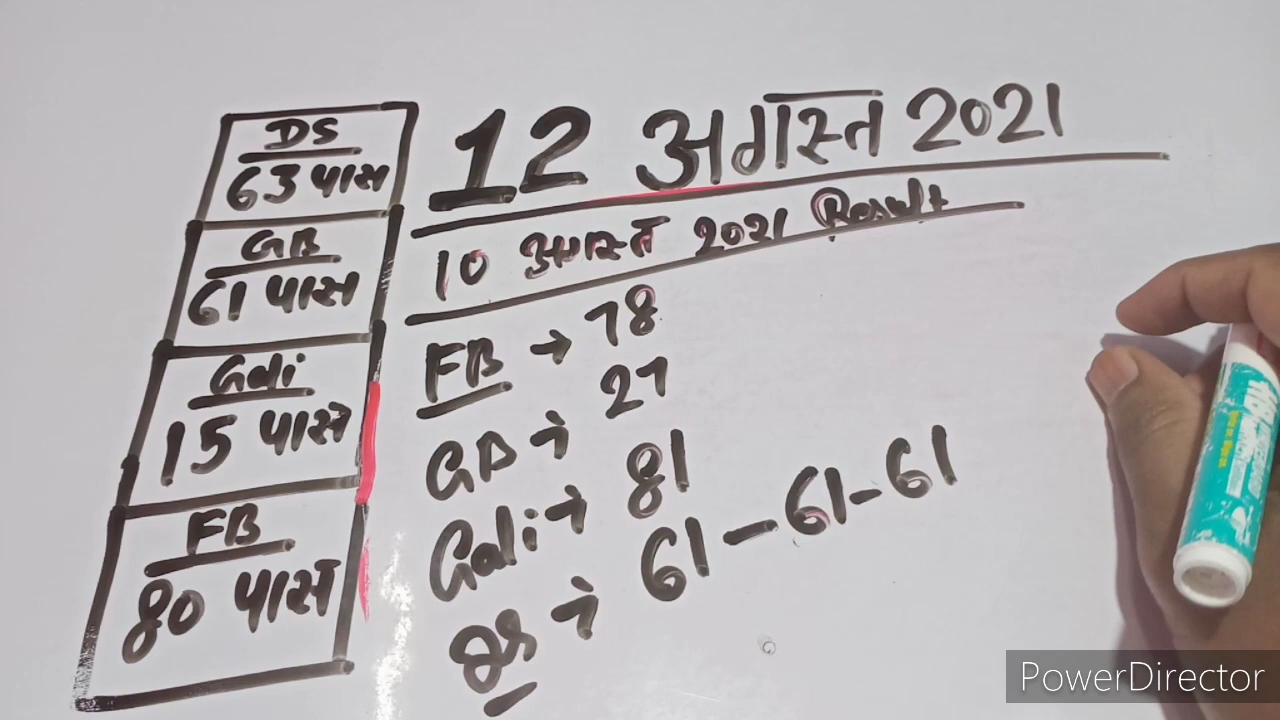 DS
63 पास
GB
61 पास
Gali
15 पास
FB
80 पास
12 अगस्त 2021
10 अगस्त 2021 Result
FB → 78
GB → 27
Gali → 81
DS → 61 - 61 - 61
PowerDirector